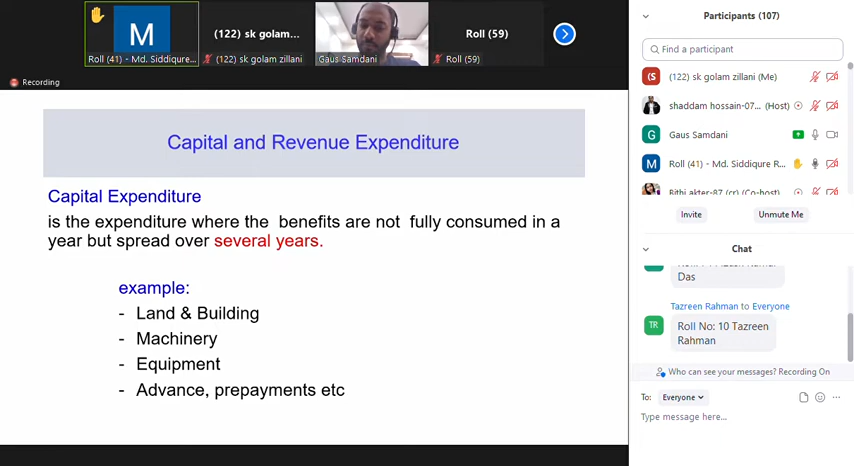 M
Roll (41) - Md. Siddiqure...
(122) sk golam...
(122) sk golam zillani
Gaus Samdani
Roll (59)
Roll (59)
Recording
Capital and Revenue Expenditure
Capital Expenditure
is the expenditure where the benefits are not fully consumed in a
year but spread over several years.
example:
- Land & Building
- Machinery
- Equipment
- Advance, prepayments etc
Participants (107)
Find a participant
(S (122) sk golam zillani (Me)
shaddam hossain-07... (Host)
G Gaus Samdani
M Roll (41) - Md. Siddiqure R...
Bithi akter-87 (cr) (Co-host)
Invite
Unmute Me
Chat
Das
Tazreen Rahman to Everyone
TR Roll No: 10 Tazreen
Rahman
Who can see your messages? Recording On
To: Everyone
Type message here...